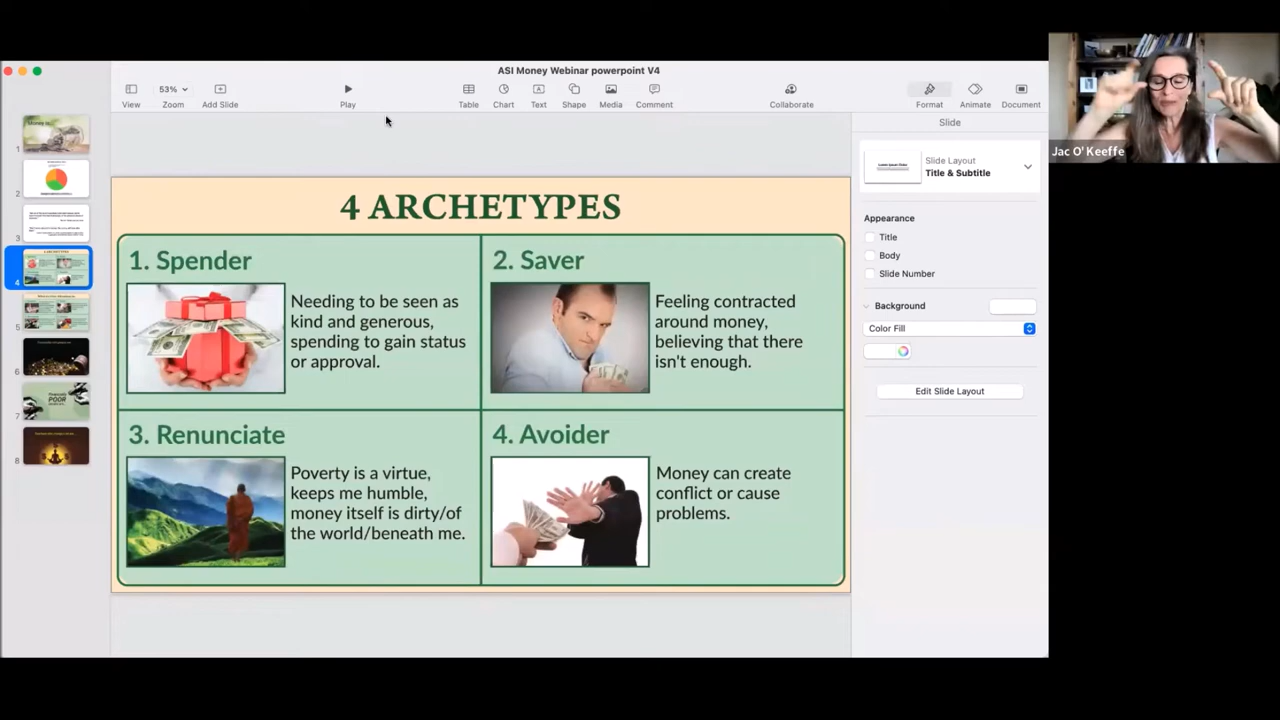 ASI Money Webinar powerpoint V4
53%
View
Zoom
Add Slide
Play
Table
Chart
Text
Shape
Media
Comment
Collaborate
Format
Animate
Document
Slide
Slide Layout
Title & Subtitle
Appearance
Title
Body
Slide Number
Background
Color Fill
Edit Slide Layout
Jac O' Keeffe
1
2
3
4
5
6
7
8
POOR
4 ARCHETYPES
1. Spender
Needing to be seen as
kind and generous,
spending to gain status
or approval.
2. Saver
Feeling contracted
around money,
believing that there
isn't enough.
3. Renunciate
Poverty is a virtue,
keeps me humble,
money itself is dirty/of
the world/beneath me.
4. Avoider
Money can create
conflict or cause
problems.